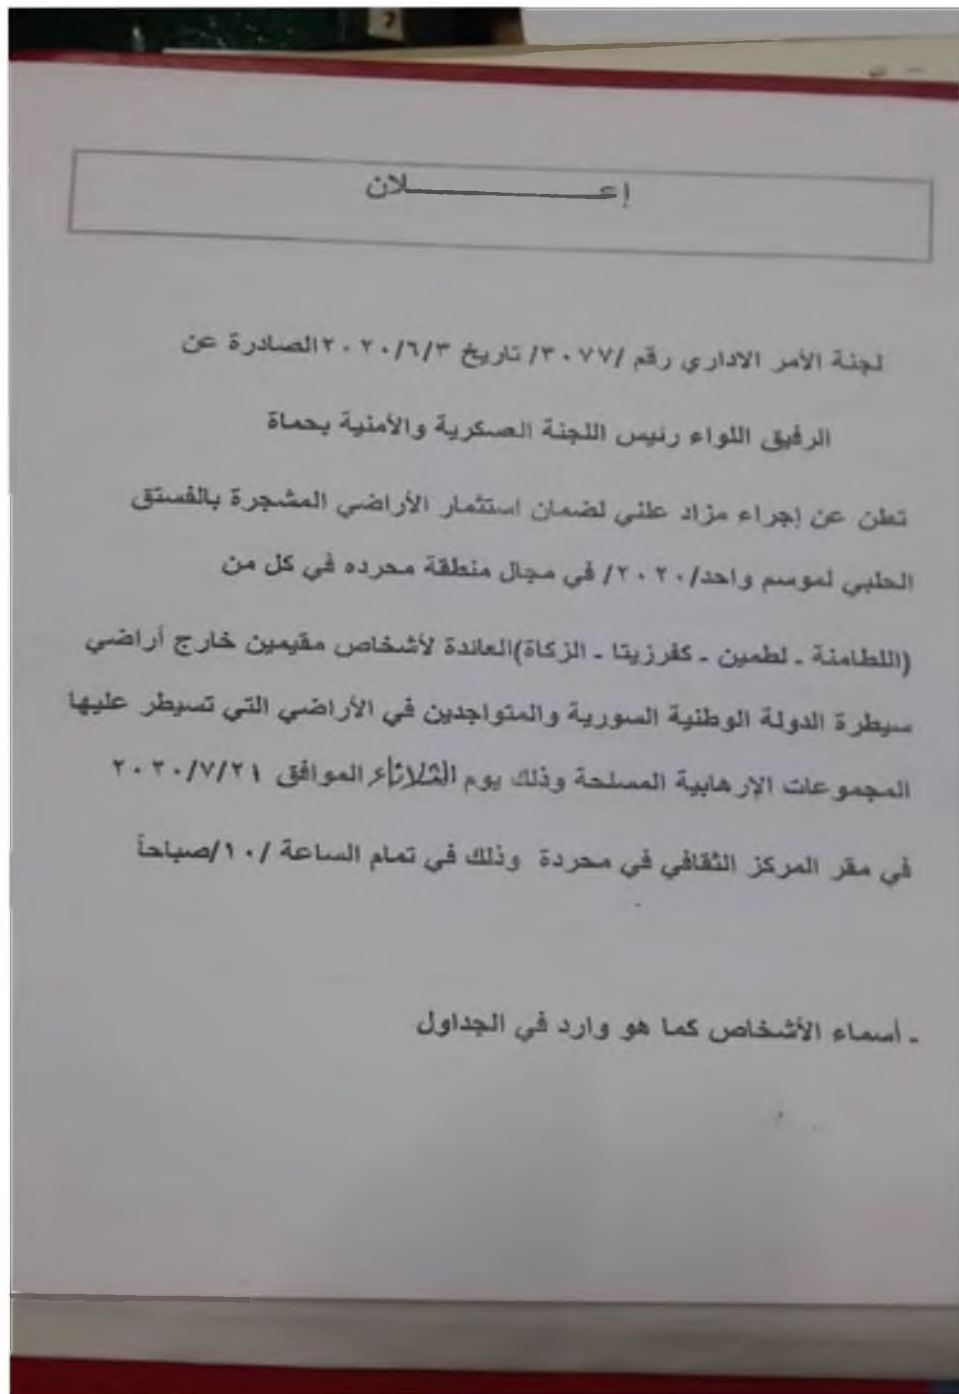 إعـــــــــلان
لجنة الأمر الاداري رقم /٣٠٧٧/ تاريخ ٢٠٢٠/٦/٣الصادرة عن
الرفيق اللواء رئيس اللجنة العسكرية والأمنية بحماة
تعلن عن إجراء مزاد علني لضمان استثمار الأراضي المشجرة بالفستق
الحلبي لموسم واحد/٢٠٢٠/ في مجال منطقة محرده في كل من
(اللطامنة - لطمين - كفرزيتا - الزكاة)العائدة لأشخاص مقيمين خارج أراضي
سيطرة الدولة الوطنية السورية والمتواجدين في الأراضي التي تسيطر عليها
المجموعات الإرهابية المسلحة وذلك يوم الثلاثاء الموافق ٢٠٢٠/٧/٢١
في مقر المركز الثقافي في محردة وذلك في تمام الساعة /١٠/صباحاً
- أسماء الأشخاص كما هو وارد في الجداول